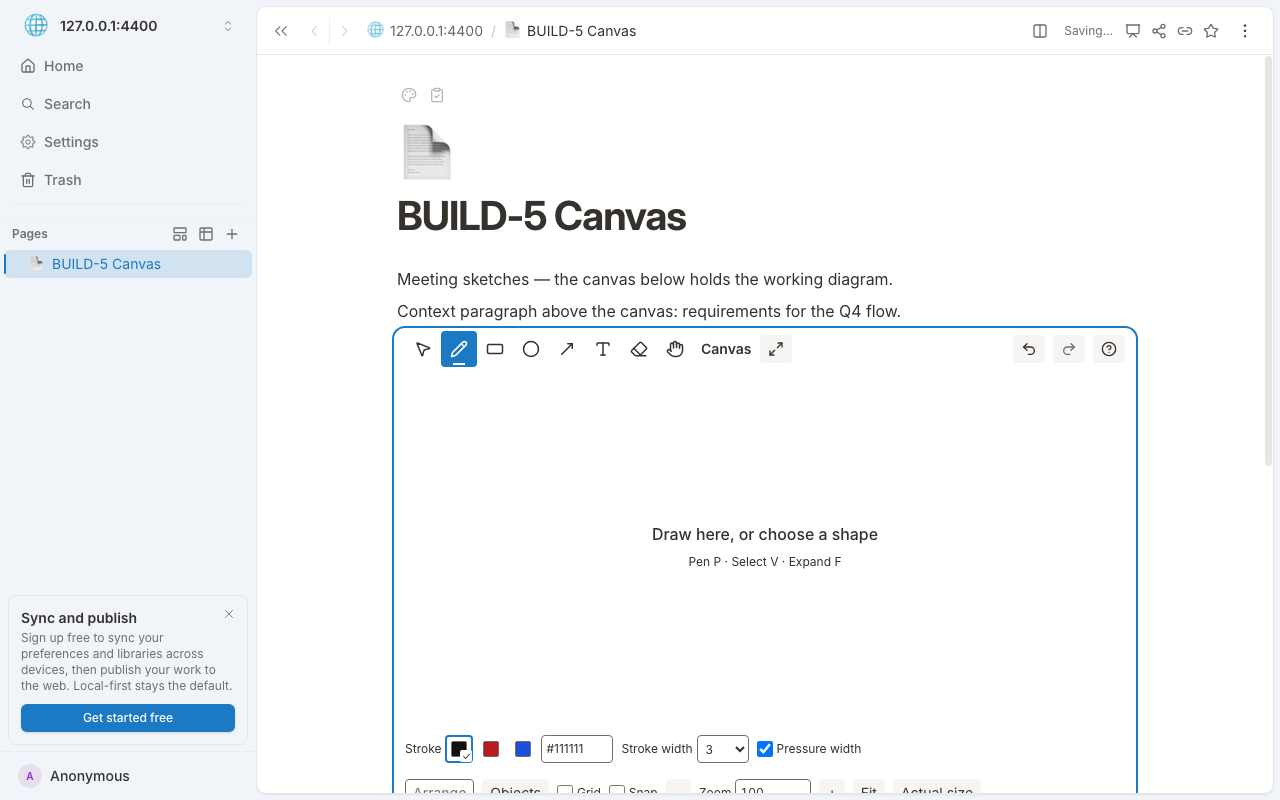 127.0.0.1:4400
Home
Search
Settings
Trash
Pages
BUILD-5 Canvas
Sync and publish
Sign up free to sync your
preferences and libraries across
devices, then publish your work to
the web. Local-first stays the default.
Get started free
A Anonymous
127.0.0.1:4400 / BUILD-5 Canvas
Saving...
BUILD-5 Canvas
Meeting sketches — the canvas below holds the working diagram.
Context paragraph above the canvas: requirements for the Q4 flow.
Canvas
Draw here, or choose a shape
Pen P · Select V · Expand F
Stroke #111111 Stroke width 3 Pressure width
Arrange Objects Grid Snap Zoom 100 + Fit Actual size